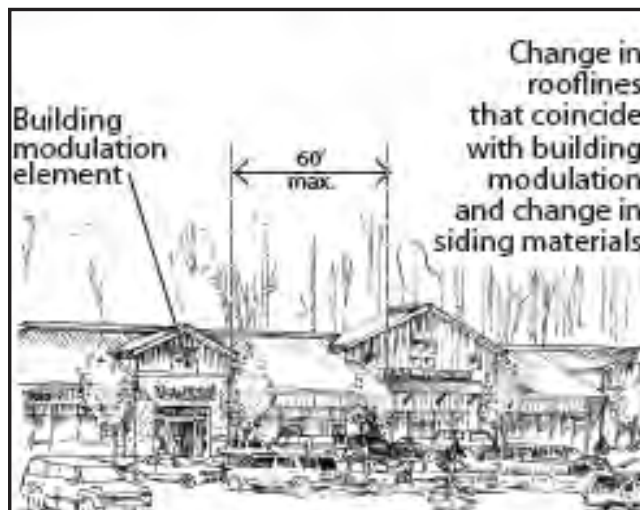 Building
modulation
element
60'
max.
Change in
rooflines
that coincide
with building
modulation
and change in
siding materials